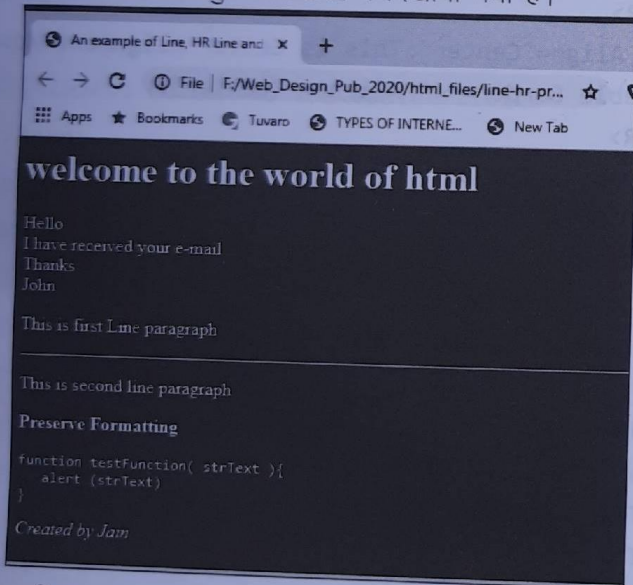 An example of Line, HR Line and
File F:/Web_Design_Pub_2020/html_files/line-hr-pr...
Apps Bookmarks Tuvaro TYPES OF INTERNE... New Tab
welcome to the world of html
Hello
I have received your e-mail
Thanks
John
This is first Line paragraph
This is second line paragraph
Preserve Formatting
function testFunction( strText ){
alert (strText)
}
Created by Jam